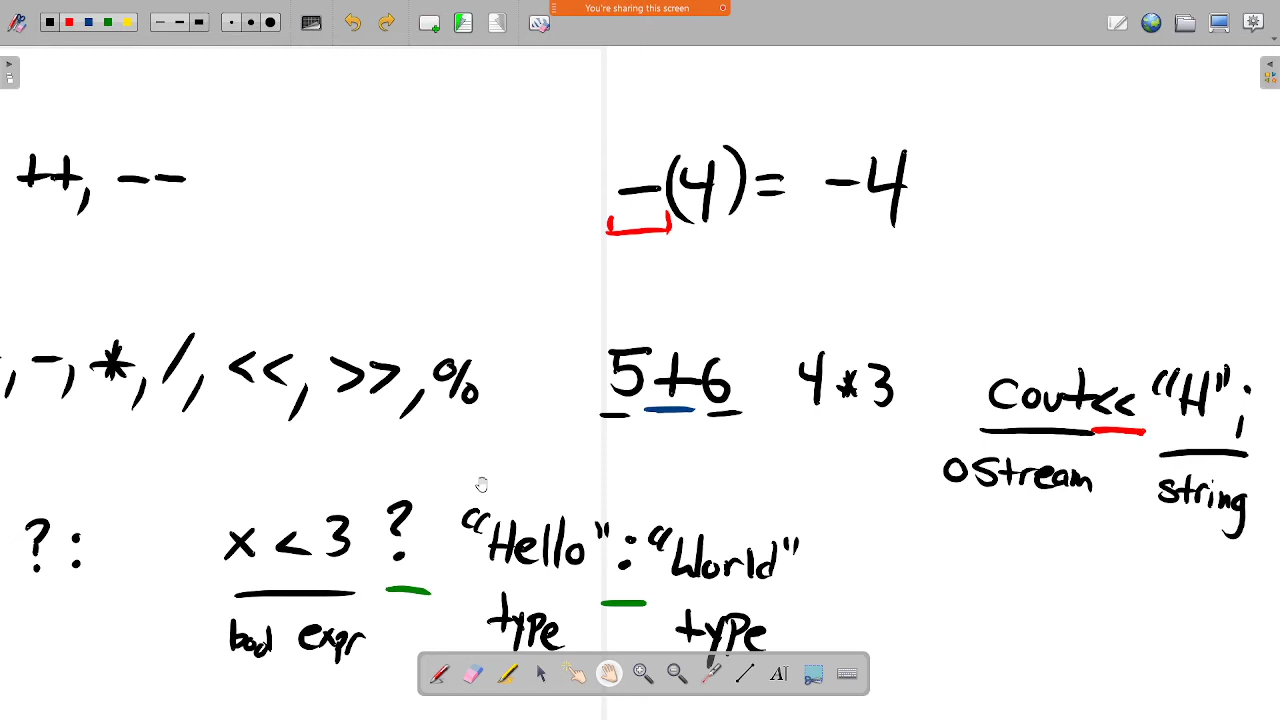 You're sharing this screen
++, -- -(4) = -4
, -, *, /, <<, >>, % 5+6 4*3 cout<< "H";
ostream string
? : x < 3 ? "Hello" : "World"
bool expr type type
AI